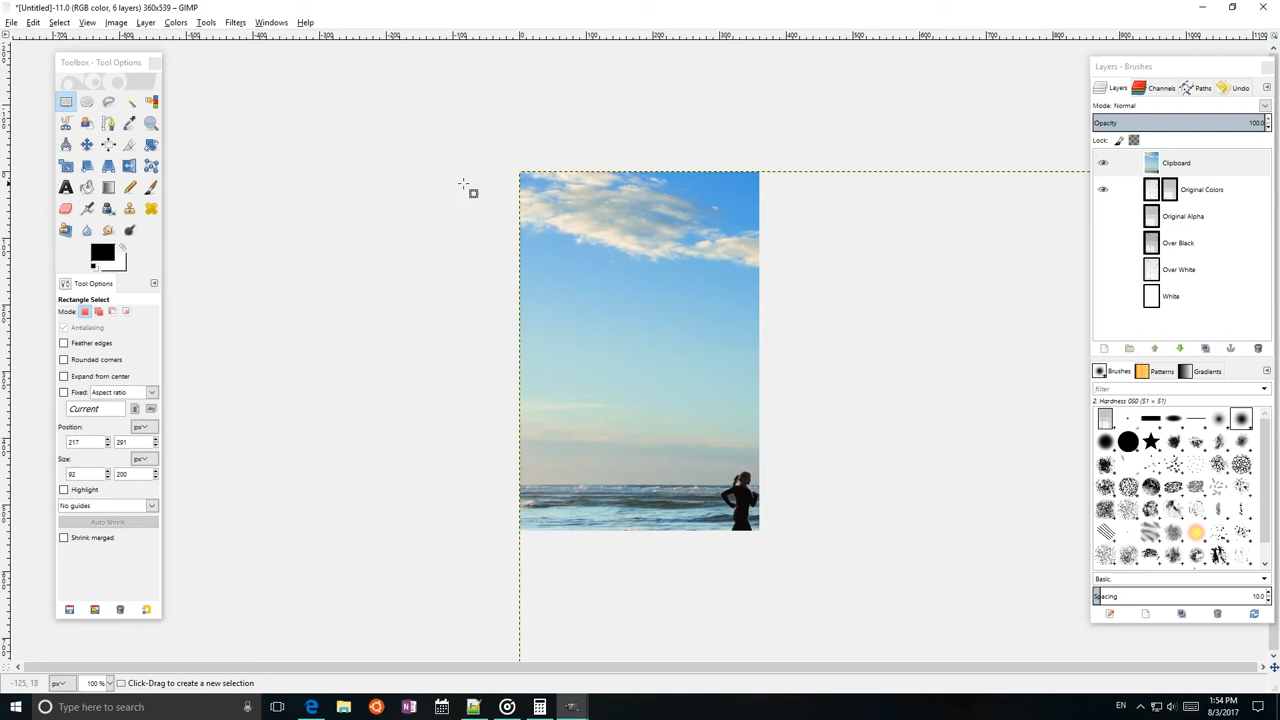 *[Untitled]-11.0 (RGB color, 6 layers) 360x539 – GIMP
File Edit Select View Image Layer Colors Tools Filters Windows Help
Toolbox - Tool Options
Tool Options
Rectangle Select
Mode:
Antialiasing
Feather edges
Rounded corners
Expand from center
Fixed: Aspect ratio
Current
Position: px
217 291
Size: px
92 200
Highlight
No guides
Auto Shrink
Shrink merged
Layers - Brushes
Layers Channels Paths Undo
Mode: Normal
Opacity 100.0
Lock:
Clipboard
Original Colors
Original Alpha
Over Black
Over White
White
Brushes Patterns Gradients
filter
2. Hardness 050 (51 × 51)
Basic,
Spacing 10.0
-125, 18 px 100 % Click-Drag to create a new selection
Type here to search
EN
1:54 PM
8/3/2017